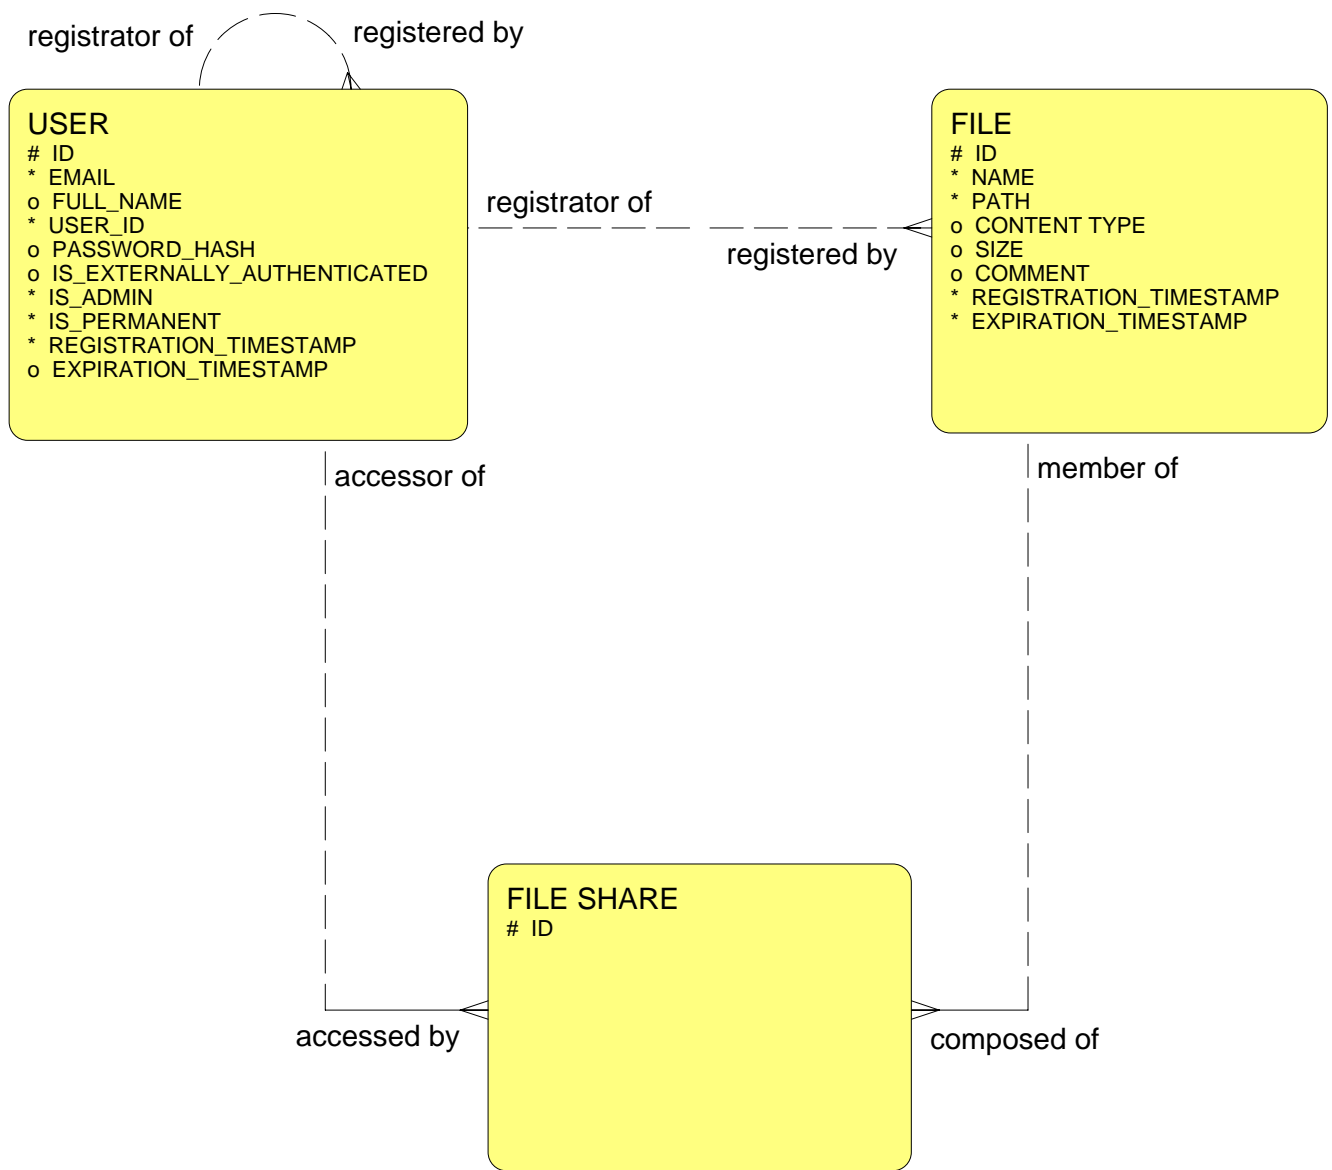 registrator of
registered by
USER
# ID
* EMAIL
o FULL_NAME
* USER_ID
o PASSWORD_HASH
o IS_EXTERNALLY_AUTHENTICATED
* IS_ADMIN
* IS_PERMANENT
* REGISTRATION_TIMESTAMP
o EXPIRATION_TIMESTAMP
registrator of
registered by
FILE
# ID
* NAME
* PATH
o CONTENT TYPE
o SIZE
o COMMENT
* REGISTRATION_TIMESTAMP
* EXPIRATION_TIMESTAMP
accessor of
member of
FILE SHARE
# ID
accessed by
composed of